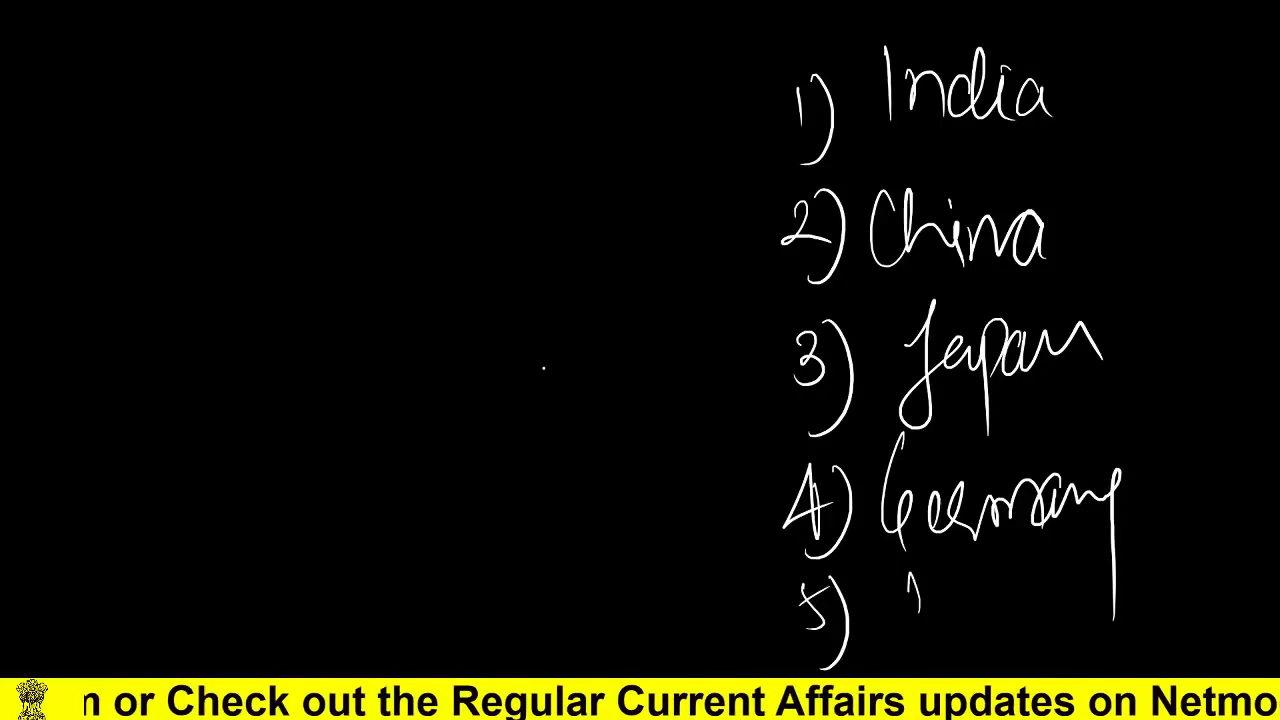 1) India
2) China
3) Japan
4) Germany
5)
n or Check out the Regular Current Affairs updates on Netmo